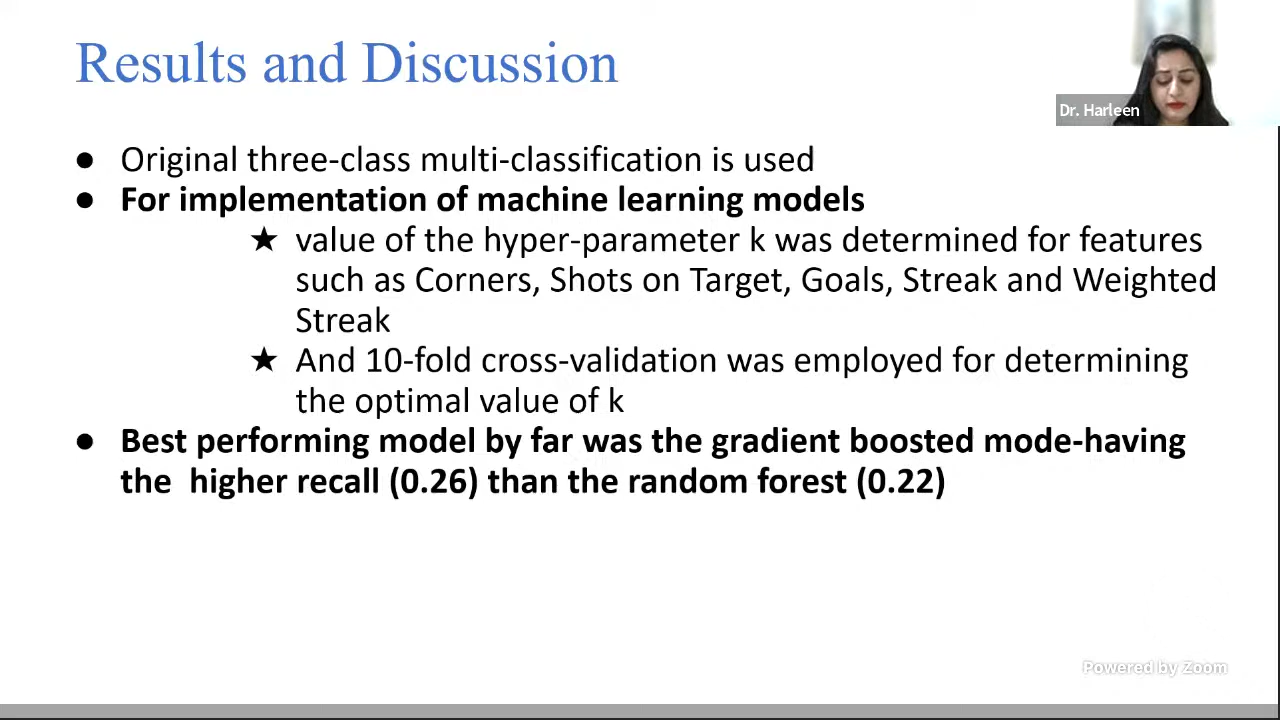 Results and Discussion
Dr. Harleen
● Original three-class multi-classification is used
● For implementation of machine learning models
★ value of the hyper-parameter k was determined for features
such as Corners, Shots on Target, Goals, Streak and Weighted
Streak
★ And 10-fold cross-validation was employed for determining
the optimal value of k
● Best performing model by far was the gradient boosted mode-having
the  higher recall (0.26) than the random forest (0.22)
Powered by Zoom